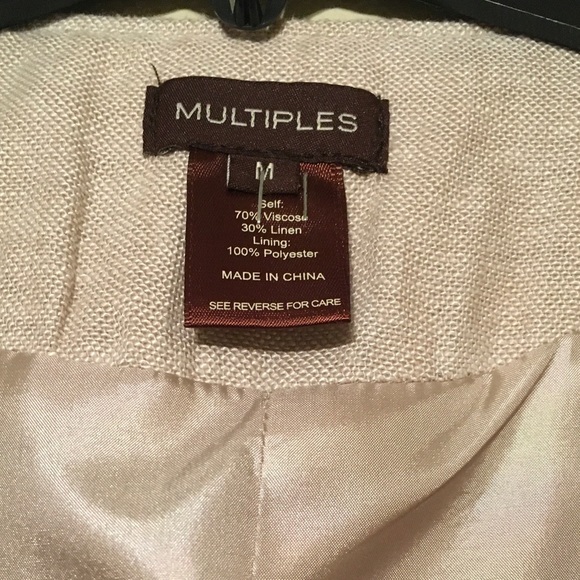 MULTIPLES
M
Self:
70% Viscose
30% Linen
Lining:
100% Polyester
MADE IN CHINA
SEE REVERSE FOR CARE